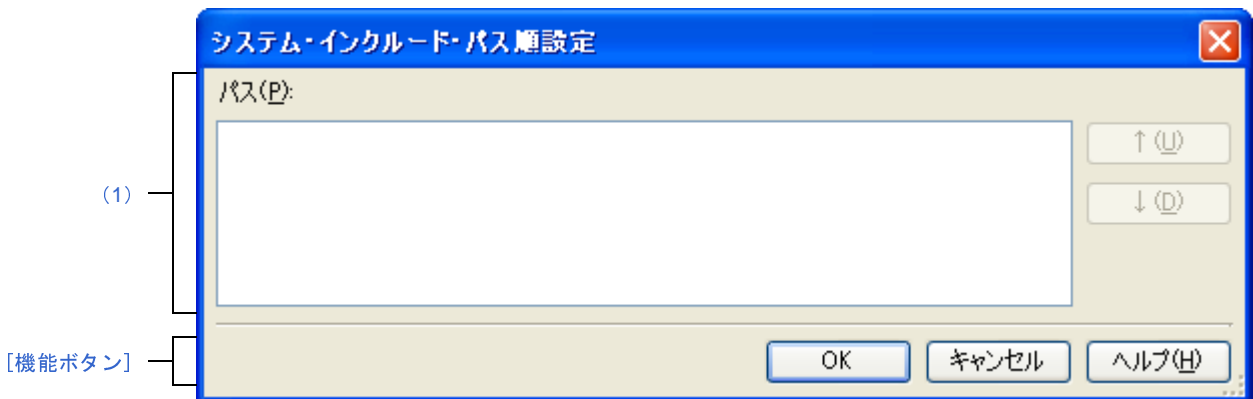 システム・インクルード・パス順設定
パス(P):
↑(U)
(1)
↓(D)
[機能ボタン]
OK
キャンセル
ヘルプ(H)